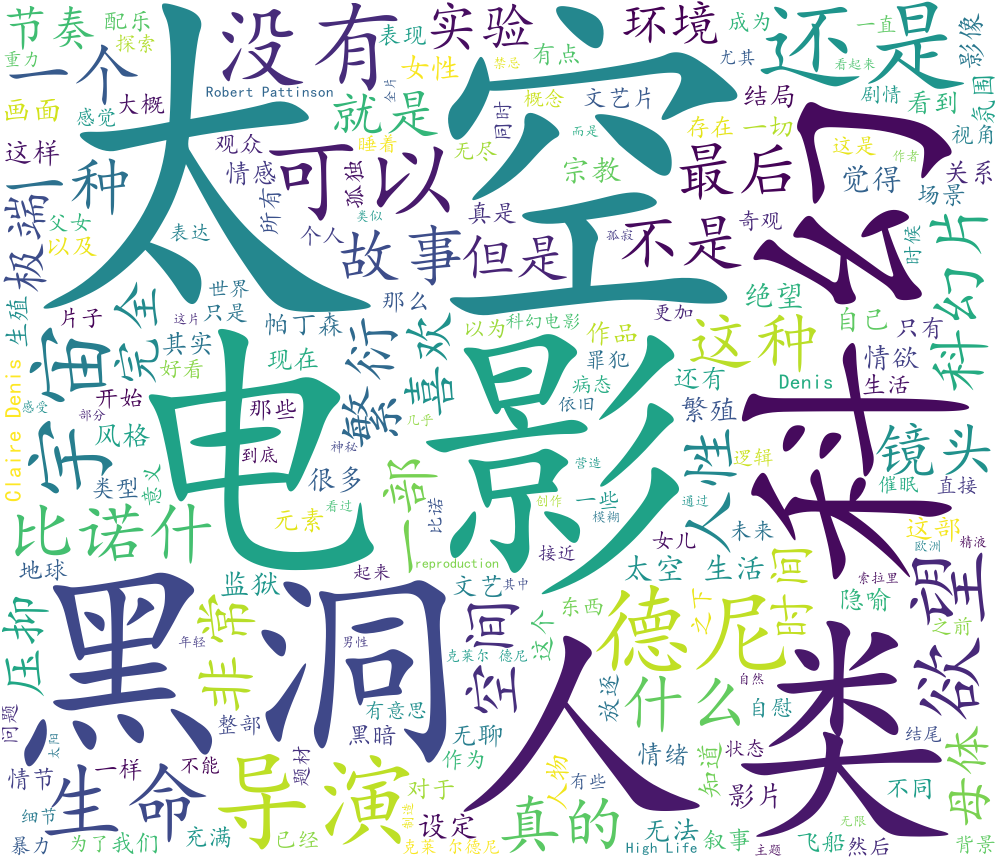 节奏
配乐
探索
重力
没有
表现
实验
有点
环境
成为
一直
尤其
看起来
还是
影像
一个
Robert Pattinson
女性
禁忌
全片
太空
画面
感觉
大概
就是
睡着
概念
同时
文艺片
结局
剧情
看到
氛围
存在
一切
视角
这样
观众
情感
可以
孤独
无尽
而是
宗教
最后
这是
作者
觉得
关系
场景
科幻
极端
种
父女
以及
所有
类似
真是
奇观
表达
个人
故事
但是
孤寂
不是
时候
科幻片
生殖
全
完
世界
只是
那么
片子
这片
帕丁森
以为
科幻电影
更加
绝望
自己
只有
宇宙
其实
好看
现在
繁衍
喜欢
作品
罪犯
这种
情欲
Claire Denis
感受
开始
部分
那些
电影
病态
还有
Denis
生活
依旧
繁殖
风格
到底
神秘
几乎
镜头
意义
类型
看过
很多
一部
营造
人性
逻辑
催眠
直接
比诺什
元素
比诺
创作
一些
模糊
通过
未来
这部
地球
起来
reproduction
接近
女儿
欧洲
精液
监狱
文艺
其中
太空 生活
时间
索拉里
隐喻
欲望
压抑
黑洞
年轻
男性
非常
空间
这个
东西
德尼
之下
之前
克莱尔 德尼
人类
自然
放逐
什么
自慰
问题
太阳
整部
有意思
黑暗
无聊
结尾
情节
一样
不能
题材
作为
人物
情绪
知道
状态
母体
细节
生命
导演
对于
有些
影片
不同
无限
暴力
为了我们
充满
已经
设定
克莱 尔德尼
真的
无法
叙事
High Life
主题
飞船
然后
背景